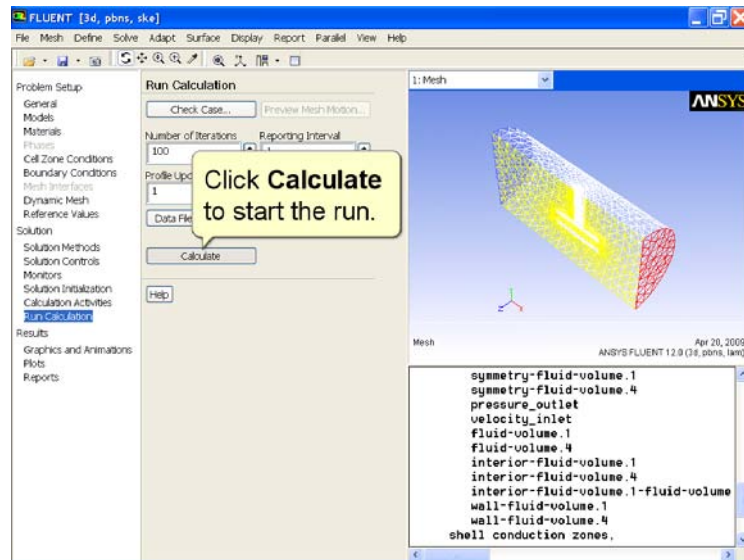 FLUENT [3d, pbns, ske]
File Mesh Define Solve Adapt Surface Display Report Parallel View Help
Problem Setup
General
Models
Materials
Phases
Cell Zone Conditions
Boundary Conditions
Mesh Interfaces
Dynamic Mesh
Reference Values
Solution
Solution Methods
Solution Controls
Monitors
Solution Initialization
Calculation Activities
Run Calculation
Results
Graphics and Animations
Plots
Reports
Run Calculation
Check Case...
Preview Mesh Motion...
Number of Iterations
Reporting Interval
100
1
Profile Upd
1
Data File
Click Calculate
to start the run.
Calculate
Help
1: Mesh
ANSYS
Mesh
Apr 20, 2009
ANSYS FLUENT 12.0 (3d, pbns, lam)
symmetry-fluid-volume.1
symmetry-fluid-volume.4
pressure_outlet
velocity_inlet
fluid-volume.1
fluid-volume.4
interior-fluid-volume.1
interior-fluid-volume.4
interior-fluid-volume.1-fluid-volume
wall-fluid-volume.1
wall-fluid-volume.4
shell conduction zones,